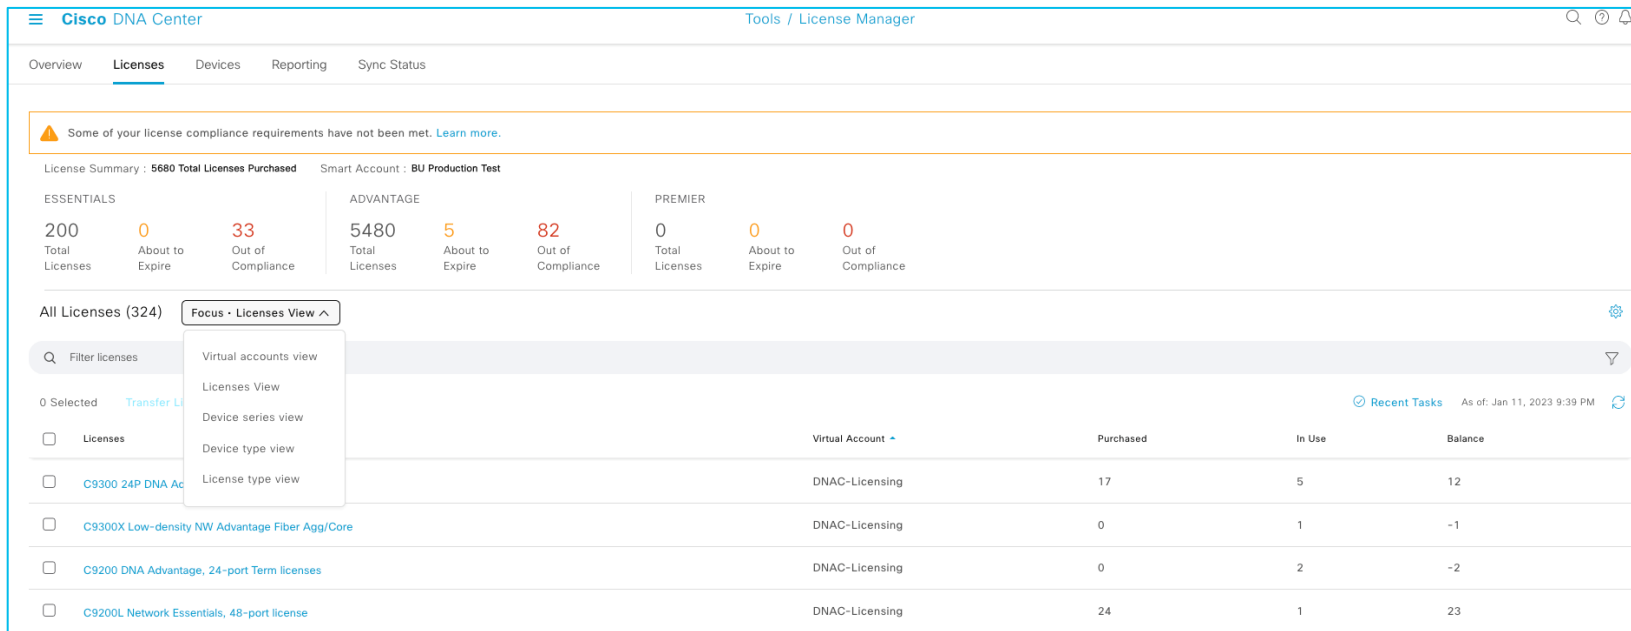 Cisco DNA Center
Tools / License Manager
Overview Licenses Devices Reporting Sync Status
Some of your license compliance requirements have not been met. Learn more.
License Summary : 5680 Total Licenses Purchased Smart Account : BU Production Test
ESSENTIALS ADVANTAGE PREMIER
200 0 33 5480 5 82 0 0 0
Total About to Out of Total About to Out of Total About to Out of
Licenses Expire Compliance Licenses Expire Compliance Licenses Expire Compliance
All Licenses (324) Focus • Licenses View
Filter licenses
Virtual accounts view
Licenses View
Device series view
Device type view
License type view
0 Selected Transfer Li
Recent Tasks As of: Jan 11, 2023 9:39 PM
Licenses Virtual Account Purchased In Use Balance
C9300 24P DNA Ad DNAC-Licensing 17 5 12
C9300X Low-density NW Advantage Fiber Agg/Core DNAC-Licensing 0 1 -1
C9200 DNA Advantage, 24-port Term licenses DNAC-Licensing 0 2 -2
C9200L Network Essentials, 48-port license DNAC-Licensing 24 1 23